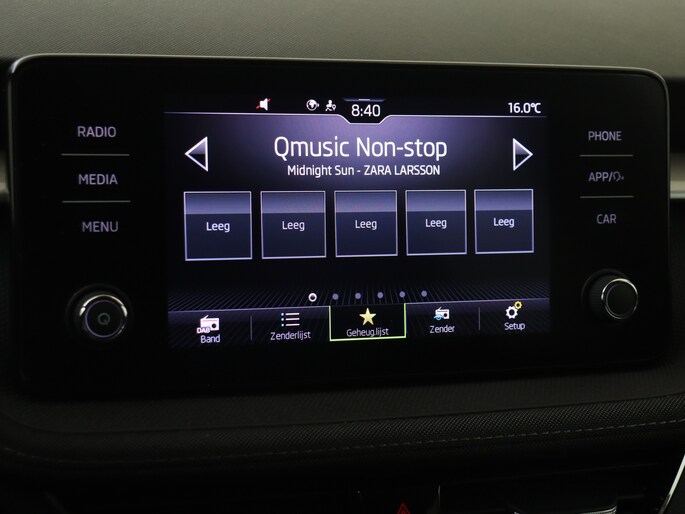 8:40
16.0°C
RADIO
MEDIA
MENU
Qmusic Non-stop
Midnight Sun - ZARA LARSSON
PHONE
APP/
CAR
Leeg
Leeg
Leeg
Leeg
Leeg
DAB
Band
Zenderlijst
Geheug.lijst
Zender
Setup